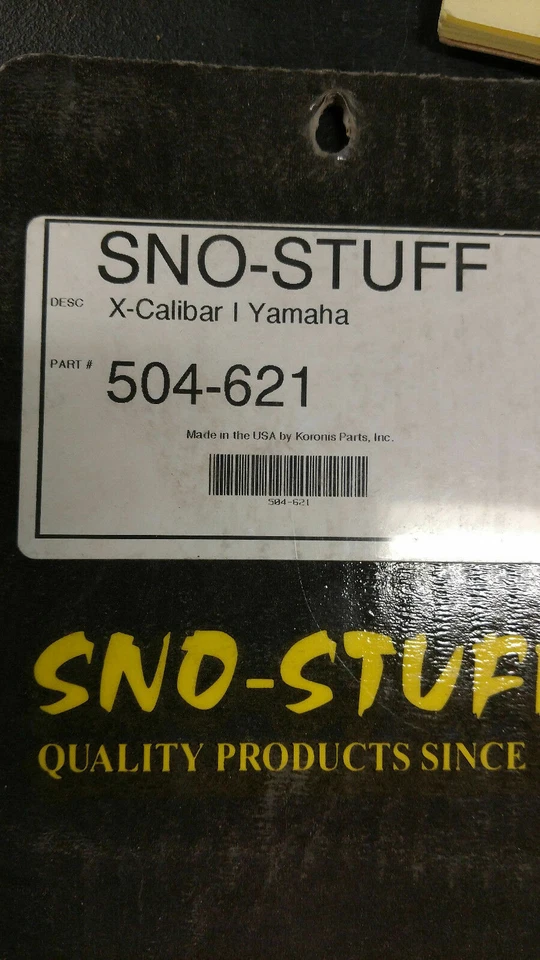 SNO-STUFF
DESC X-Calibar I Yamaha
PART # 504-621
Made in the USA by Koronis Parts, Inc.
504-621
SNO-STUF
QUALITY PRODUCTS SINCE